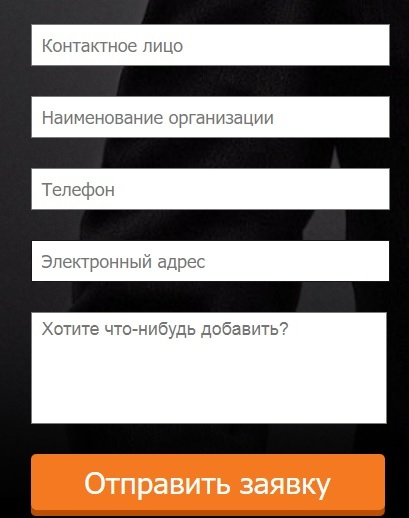 Контактное лицо
Наименование организации
Телефон
Электронный адрес
Хотите что-нибудь добавить?
Отправить заявку